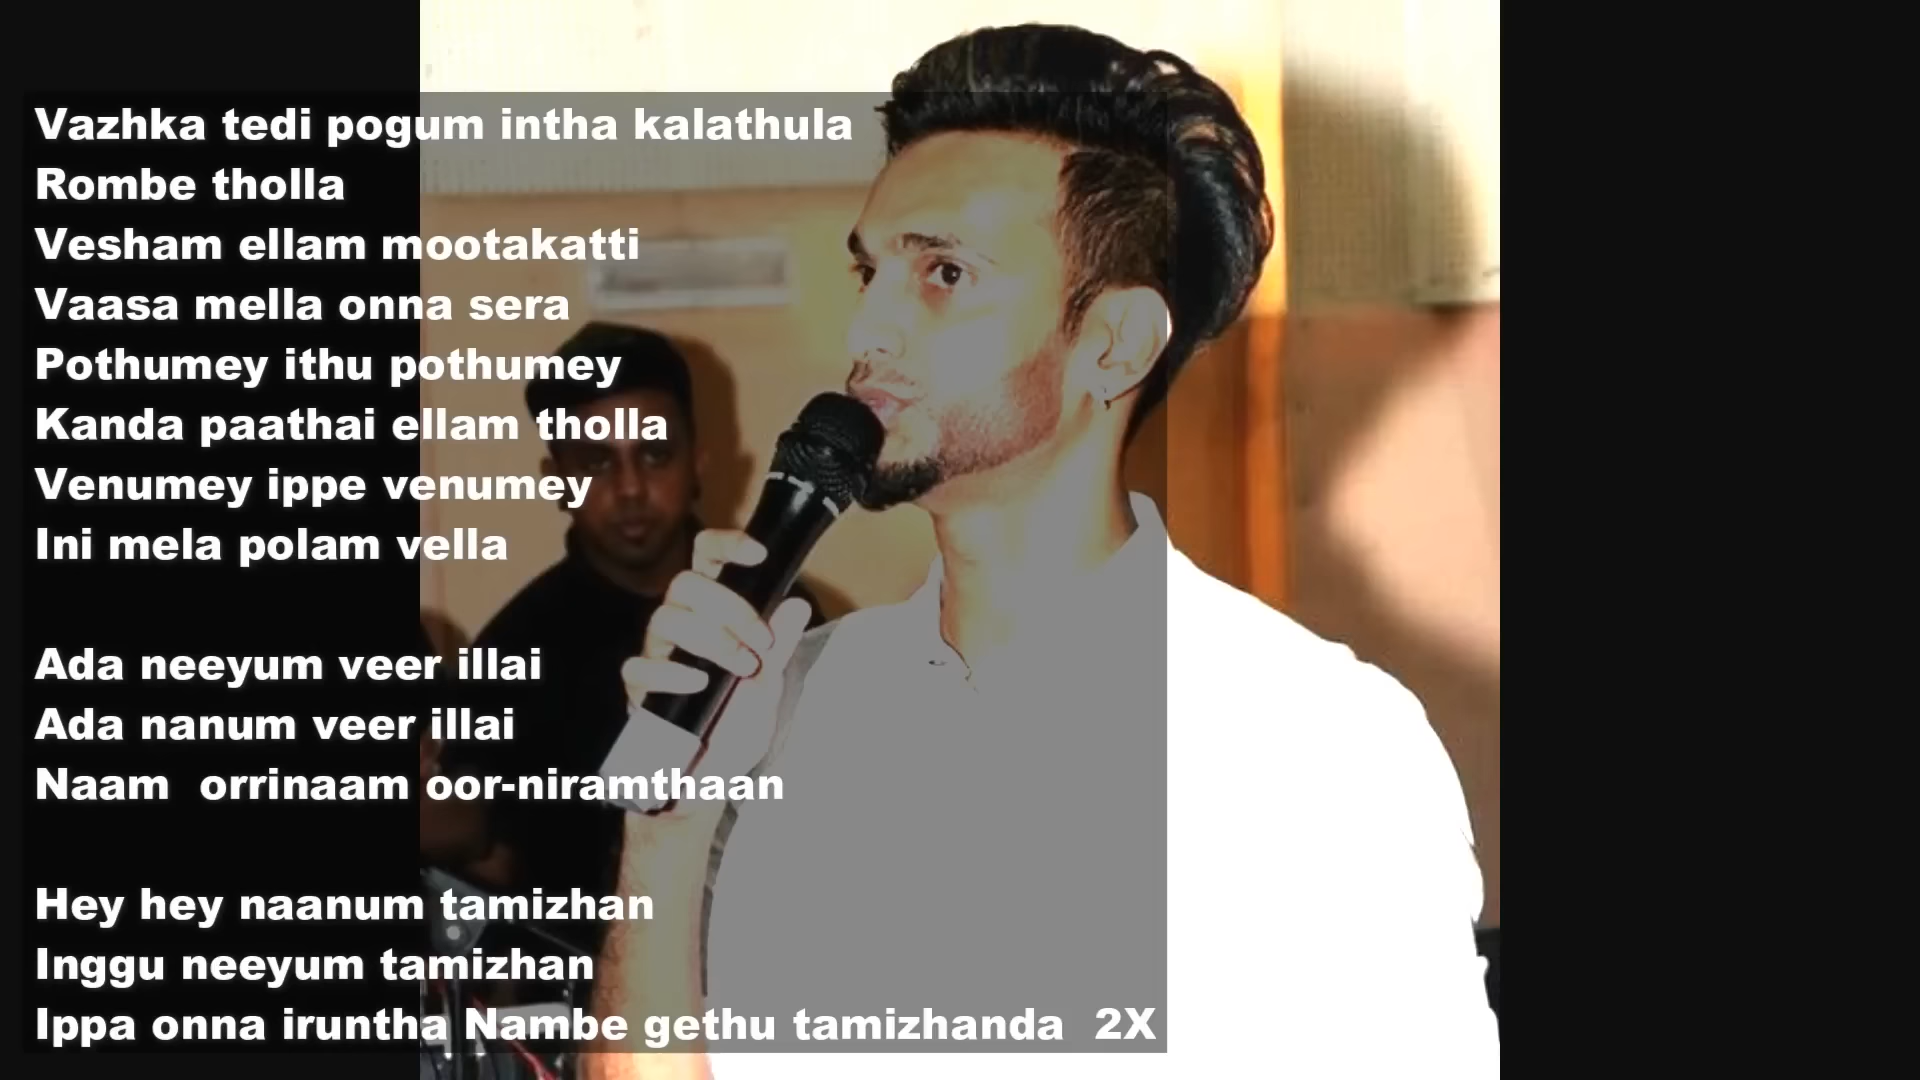 Vazhka tedi pogum intha kalathula
Rombe tholla
Vesham ellam mootakatti
Vaasa mella onna sera
Pothumey ithu pothumey
Kanda paathai ellam tholla
Venumey ippe venumey
Ini mela polam vella
Ada neeyum veer illai
Ada nanum veer illai
Naam  orrinaam oor-niramthaan
Hey hey naanum tamizhan
Inggu neeyum tamizhan
Ippa onna iruntha Nambe gethu tamizhanda  2X